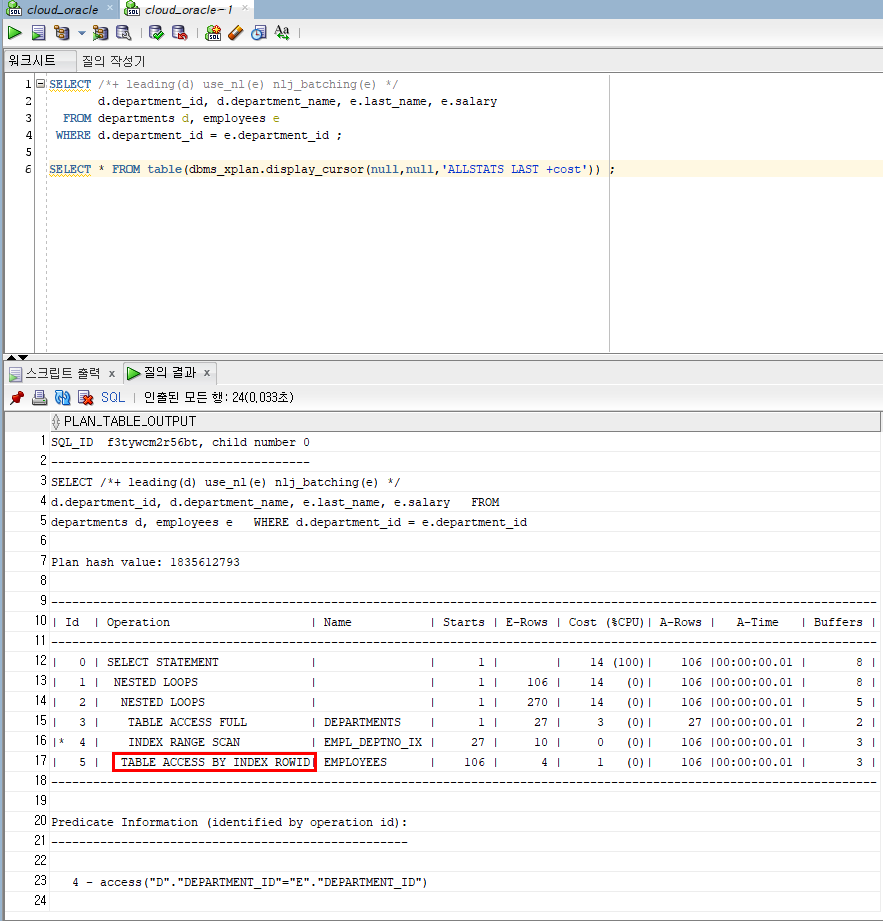 cloud_oracle × cloud_oracle~1 ×
워크시트 질의 작성기
1 SELECT /*+ leading(d) use_nl(e) nlj_batching(e) */
2 d.department_id, d.department_name, e.last_name, e.salary
3 FROM departments d, employees e
4 WHERE d.department_id = e.department_id ;
5
6 SELECT * FROM table(dbms_xplan.display_cursor(null,null,'ALLSTATS LAST +cost')) ;
스크립트 출력 x 질의 결과 x
SQL | 인출된 모든 행: 24(0,033초)
PLAN_TABLE_OUTPUT
1 SQL_ID  f3tywcm2r56bt, child number 0
2 -------------------------------------
3 SELECT /*+ leading(d) use_nl(e) nlj_batching(e) */
4 d.department_id, d.department_name, e.last_name, e.salary   FROM
5 departments d, employees e   WHERE d.department_id = e.department_id
6
7 Plan hash value: 1835612793
8
9 ----------------------------------------------------------------------------------------------------------------------
10 | Id  | Operation                    | Name           | Starts | E-Rows | Cost (%CPU)| A-Rows |   A-Time   | Buffers |
11 ----------------------------------------------------------------------------------------------------------------------
12 |   0 | SELECT STATEMENT             |                |      1 |        |    14 (100)|    106 |00:00:00.01 |       8 |
13 |   1 |  NESTED LOOPS                |                |      1 |    106 |    14   (0)|    106 |00:00:00.01 |       8 |
14 |   2 |   NESTED LOOPS               |                |      1 |    270 |    14   (0)|    106 |00:00:00.01 |       5 |
15 |   3 |    TABLE ACCESS FULL         | DEPARTMENTS    |      1 |     27 |     3   (0)|     27 |00:00:00.01 |       2 |
16 |*  4 |    INDEX RANGE SCAN          | EMPL_DEPTNO_IX |     27 |     10 |     0   (0)|    106 |00:00:00.01 |       3 |
17 |   5 |   TABLE ACCESS BY INDEX ROWID| EMPLOYEES      |    106 |      4 |     1   (0)|    106 |00:00:00.01 |       3 |
18 ----------------------------------------------------------------------------------------------------------------------
19
20 Predicate Information (identified by operation id):
21 ---------------------------------------------------
22
23    4 - access("D"."DEPARTMENT_ID"="E"."DEPARTMENT_ID")
24